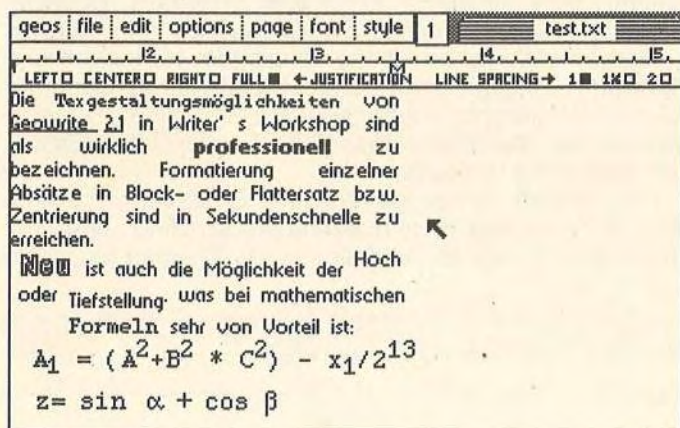 geos file edit options page font style 1 test.txt
2 3 4 5
LEFT CENTER RIGHT FULL ←JUSTIFICATION LINE SPACING→ 1 1½ 2
Die Texgestaltungsmöglichkeiten von
Geowrite 2.1 in Writer' s Workshop sind
als wirklich professionell zu
bezeichnen. Formatierung einzelner
Absätze in Block- oder Flattersatz bzw.
Zentrierung sind in Sekundenschnelle zu
erreichen.
Neu ist auch die Möglichkeit der Hoch
oder Tiefstellung. was bei mathematischen
Formeln sehr von Vorteil ist:
A₁ = (A²+B² * C²) - x₁/2¹³
z= sin α + cos β